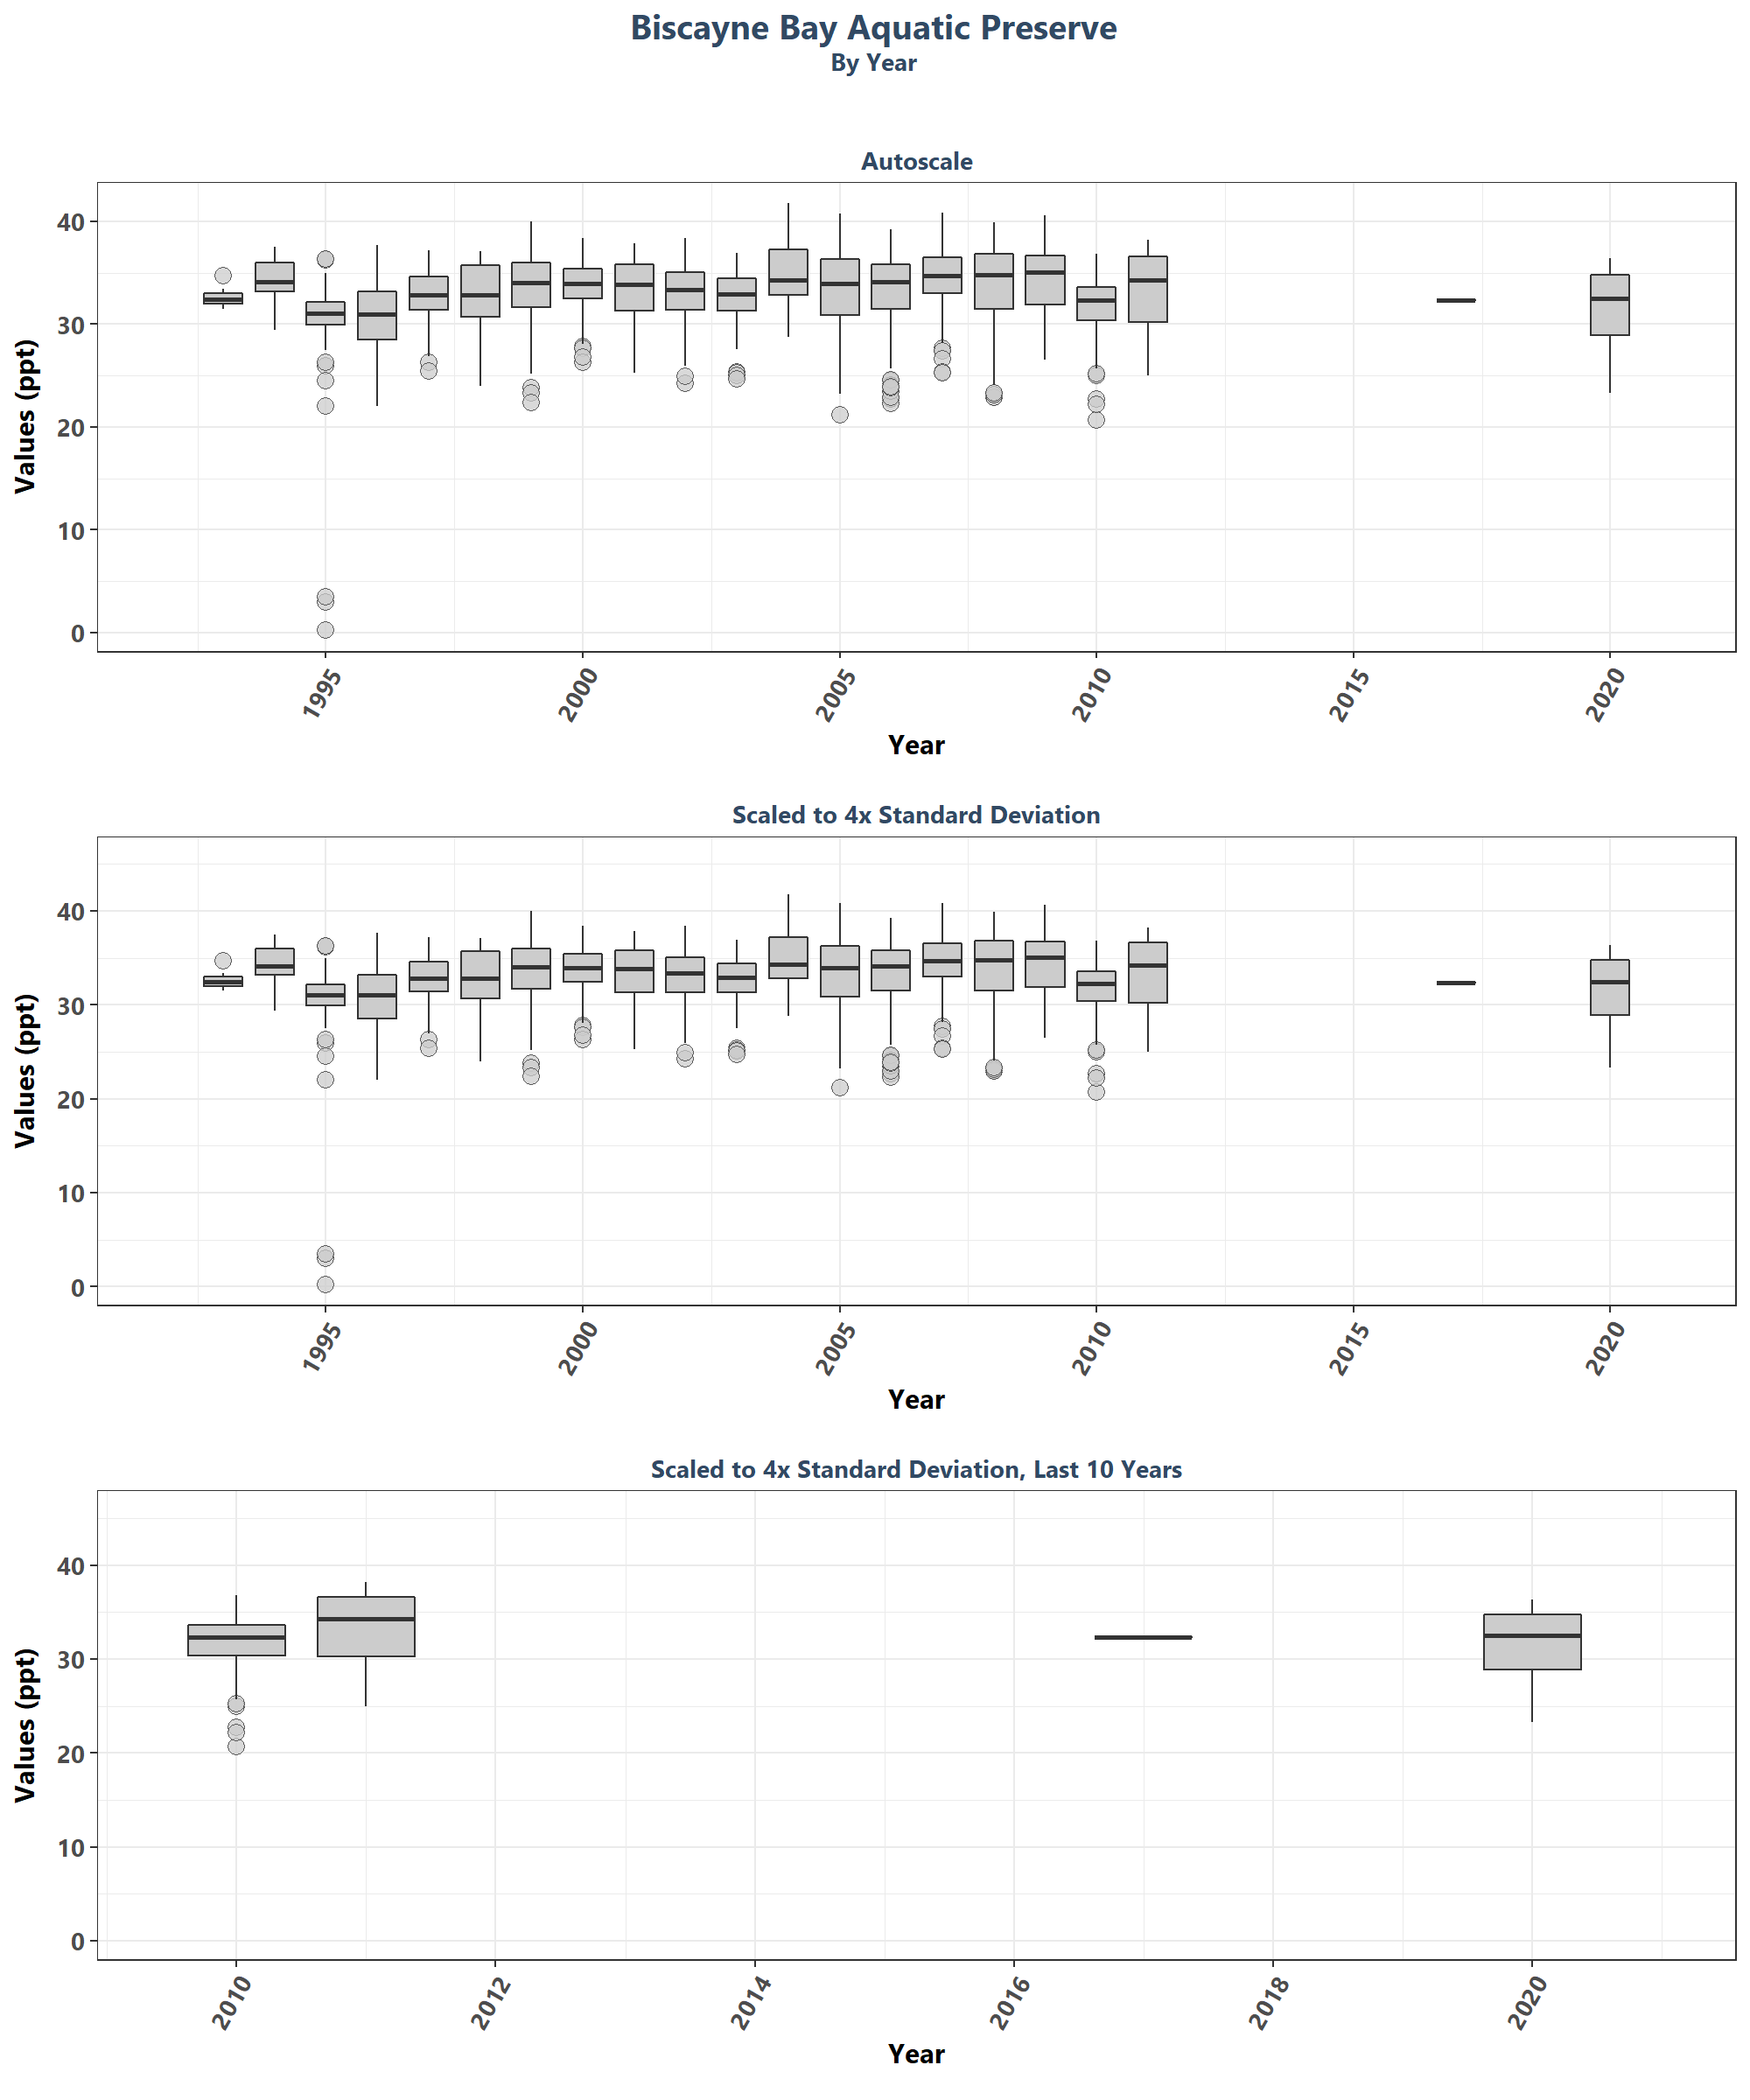 Biscayne Bay Aquatic Preserve
By Year
Autoscale
Values (ppt)
40
30
20
10
0
1995 2000 2005 2010 2015 2020
Year
Scaled to 4x Standard Deviation
Values (ppt)
40
30
20
10
0
1995 2000 2005 2010 2015 2020
Year
Scaled to 4x Standard Deviation, Last 10 Years
Values (ppt)
40
30
20
10
0
2010 2012 2014 2016 2018 2020
Year